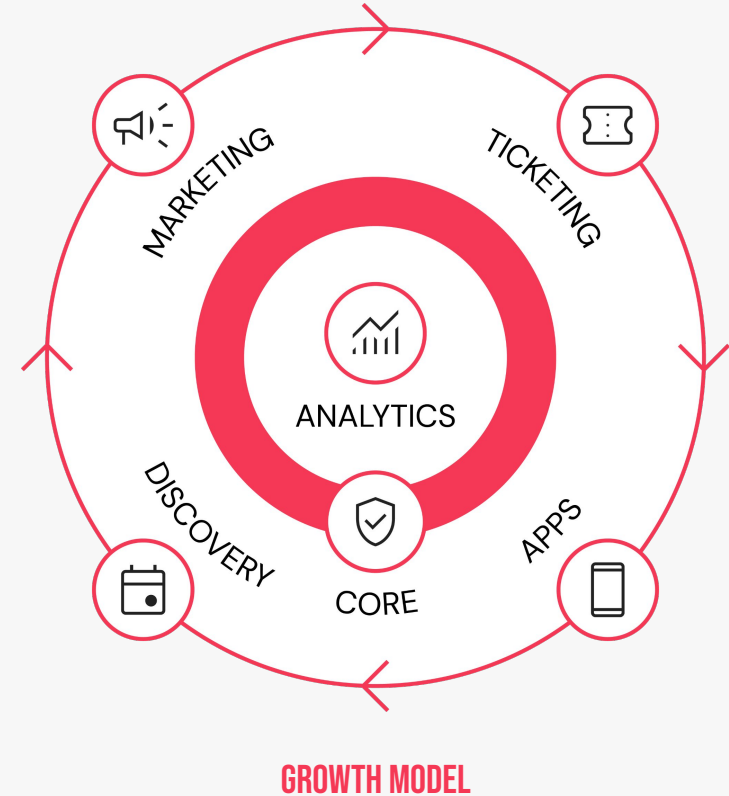 MARKETING
TICKETING
ANALYTICS
DISCOVERY
APPS
CORE
GROWTH MODEL